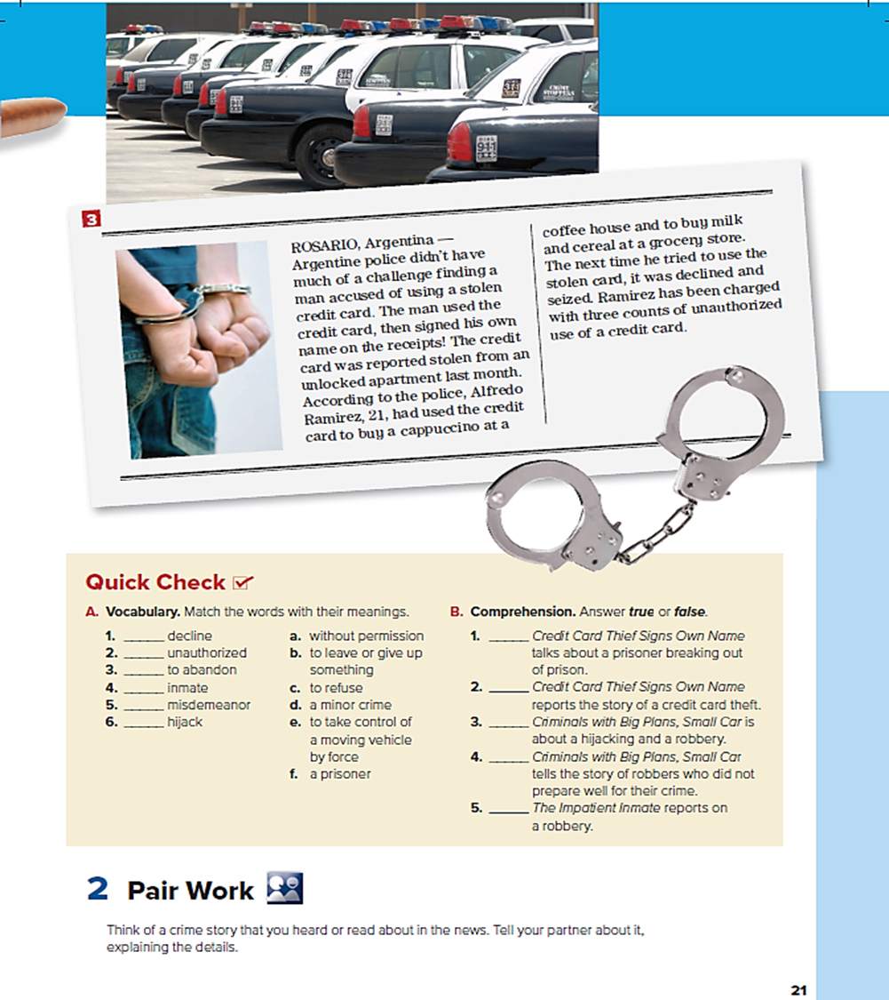 911
911
911
911
CRIME
STOPPERS
DIAL
911
3
ROSARIO, Argentina —
Argentine police didn't have
much of a challenge finding a
man accused of using a stolen
credit card. The man used the
credit card, then signed his own
name on the receipts! The credit
card was reported stolen from an
unlocked apartment last month.
According to the police, Alfredo
Ramirez, 21, had used the credit
card to buy a cappuccino at a
coffee house and to buy milk
and cereal at a grocery store.
The next time he tried to use the
stolen card, it was declined and
seized. Ramirez has been charged
with three counts of unauthorized
use of a credit card.
Quick Check
A. Vocabulary. Match the words with their meanings.
1. ______ decline
2. ______ unauthorized
3. ______ to abandon
4. ______ inmate
5. ______ misdemeanor
6. ______ hijack
a. without permission
b. to leave or give up
something
c. to refuse
d. a minor crime
e. to take control of
a moving vehicle
by force
f. a prisoner
B. Comprehension. Answer true or false.
1. ______ Credit Card Thief Signs Own Name
talks about a prisoner breaking out
of prison.
2. ______ Credit Card Thief Signs Own Name
reports the story of a credit card theft.
3. ______ Criminals with Big Plans, Small Car is
about a hijacking and a robbery.
4. ______ Criminals with Big Plans, Small Car
tells the story of robbers who did not
prepare well for their crime.
5. ______ The Impatient Inmate reports on
a robbery.
2 Pair Work
Think of a crime story that you heard or read about in the news. Tell your partner about it,
explaining the details.
21